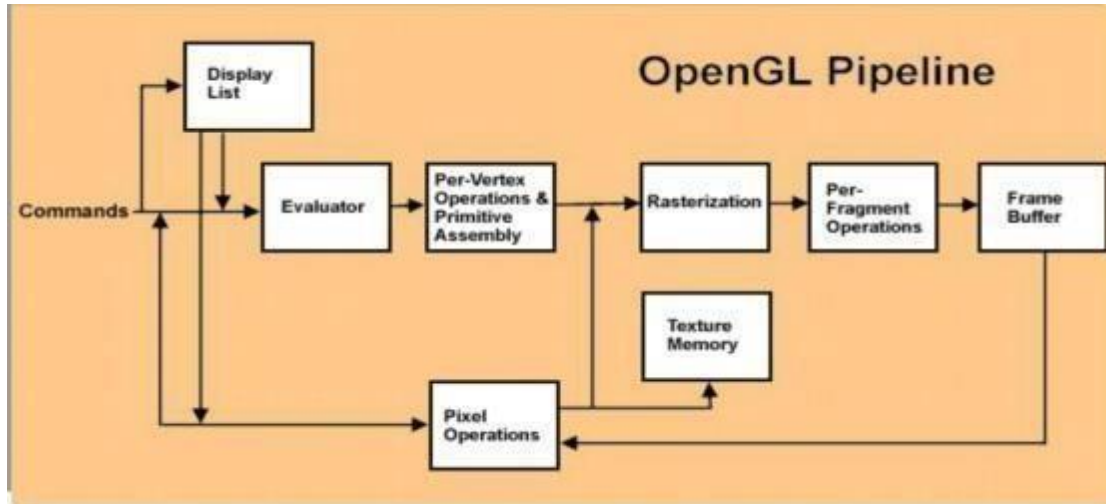 OpenGL Pipeline
Display
List
Commands
Evaluator
Per-Vertex
Operations &
Primitive
Assembly
Rasterization
Per-
Fragment
Operations
Frame
Buffer
Texture
Memory
Pixel
Operations